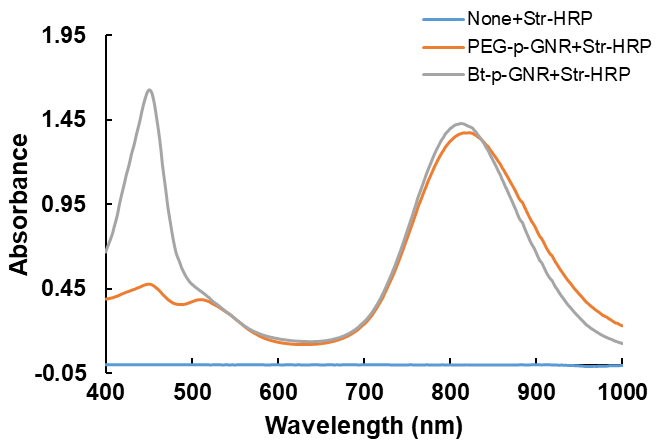 None+Str-HRP
PEG-p-GNR+Str-HRP
Bt-p-GNR+Str-HRP
1.95
1.45
0.95
0.45
-0.05
Absorbance
400 500 600 700 800 900 1000
Wavelength (nm)